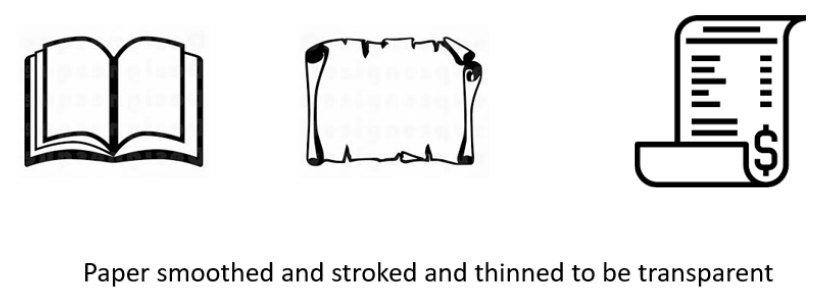 $
Paper smoothed and stroked and thinned to be transparent